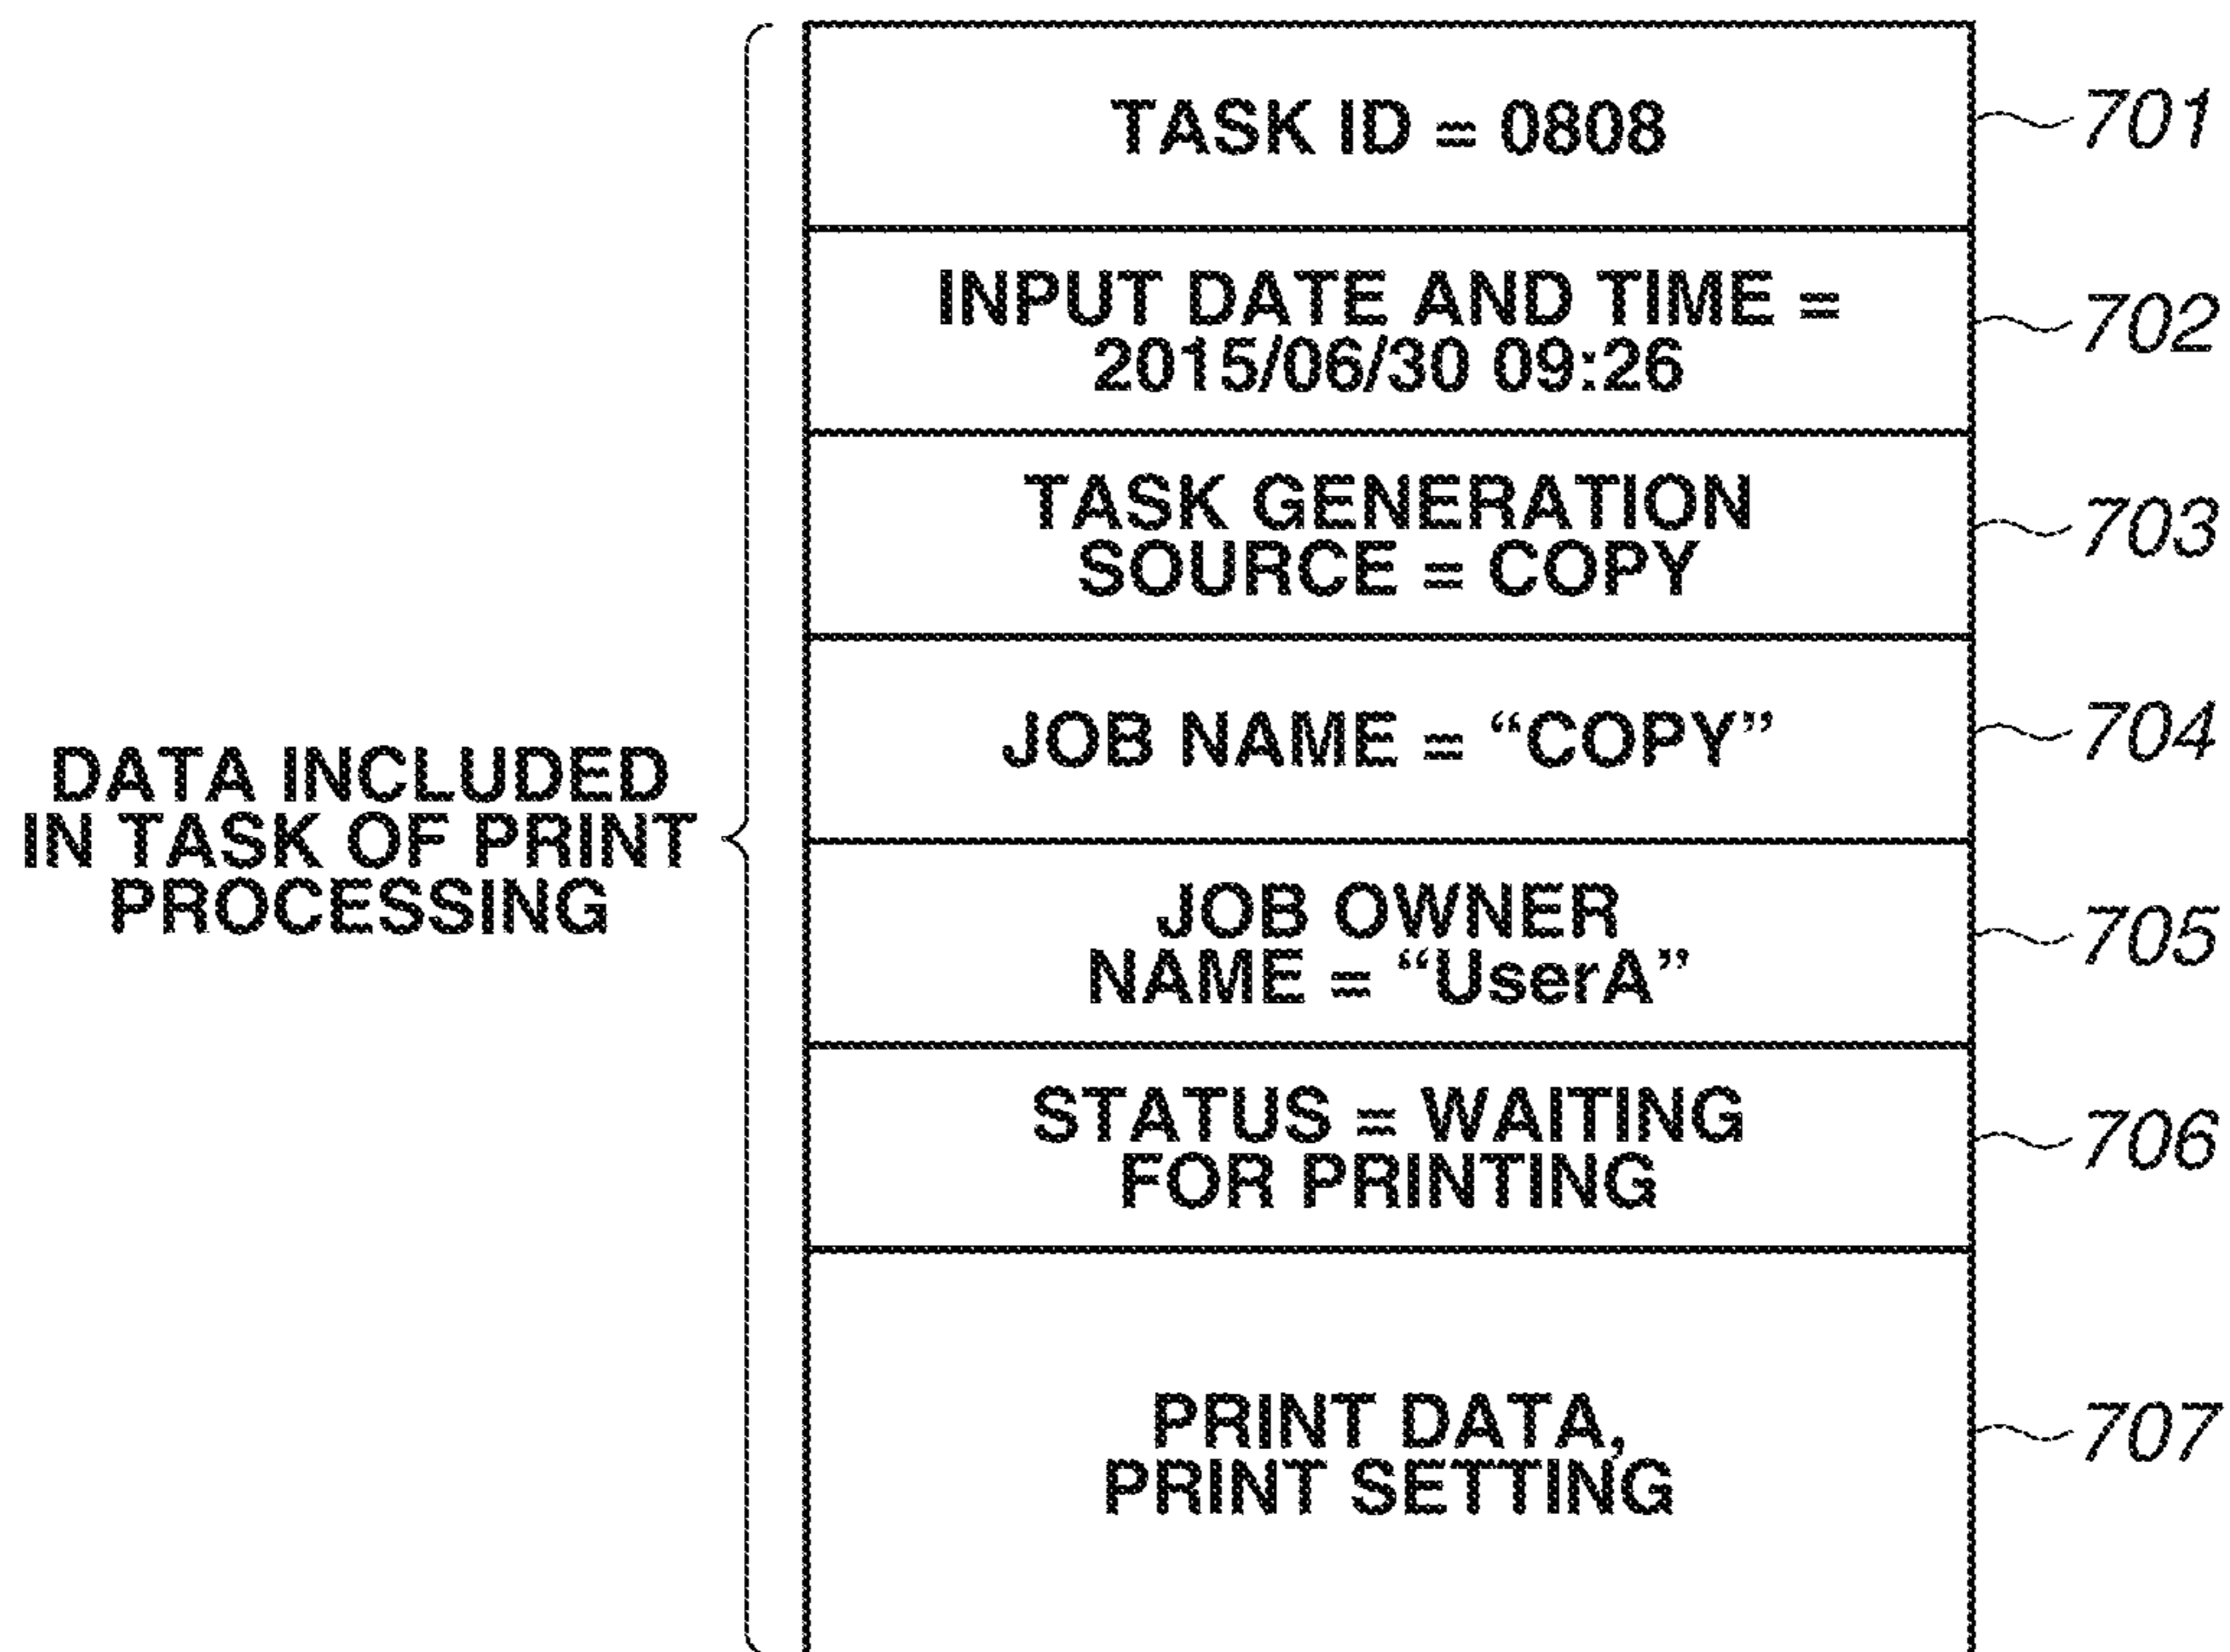 TASK ID = 0808
701
INPUT DATE AND TIME =
2015/06/30 09:26
702
TASK GENERATION
SOURCE = COPY
703
JOB NAME = “COPY”
704
DATA INCLUDED
IN TASK OF PRINT
PROCESSING
JOB OWNER
NAME = “UserA”
705
STATUS = WAITING
FOR PRINTING
706
PRINT DATA,
PRINT SETTING
707